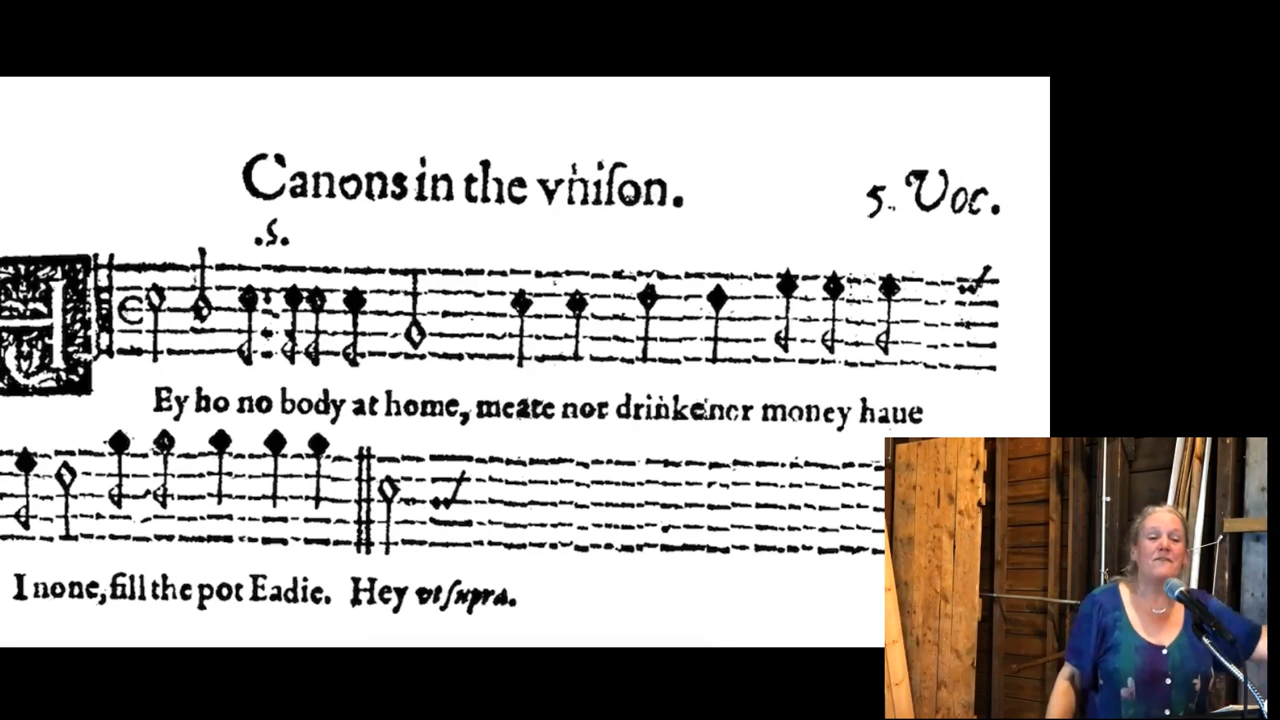 Canons in the vniſon.
5. Voc.
.S.
HEy ho no body at home, meate nor drinke nor money haue
I none, fill the pot Eadie. Hey vt ſupra.